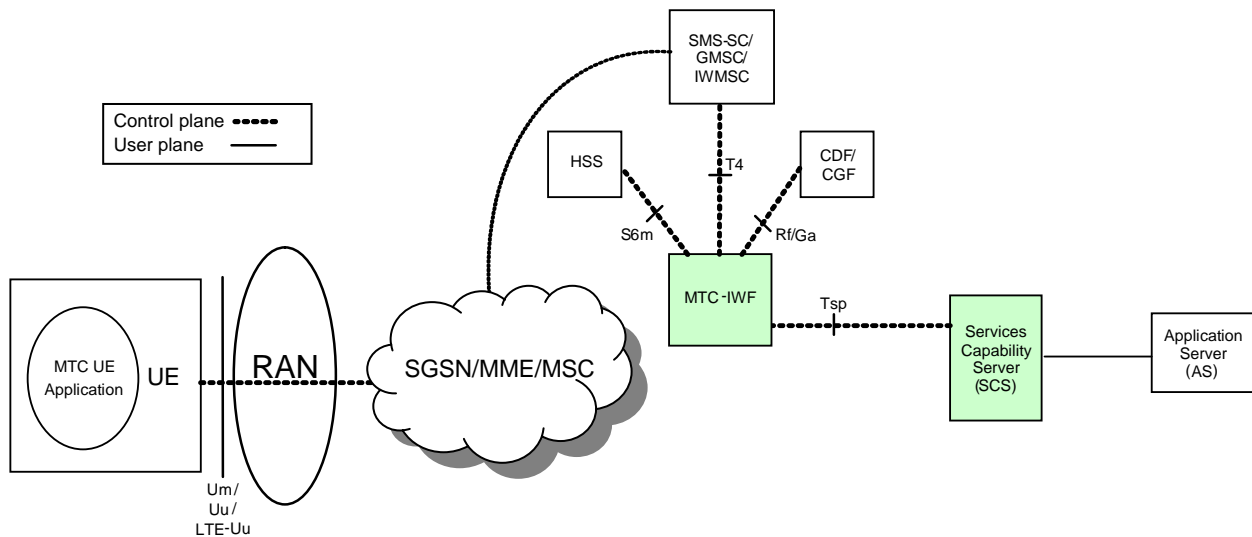 SMS-SC/
GMSC/
IWMSC
Control plane
User plane
HSS
T4
CDF/
CGF
S6m
Rf/Ga
MTC-IWF
Tsp
Services
Capability
Server
(SCS)
Application
Server
(AS)
MTC UE
Application
UE
RAN
SGSN/MME/MSC
Um/
Uu/
LTE-Uu